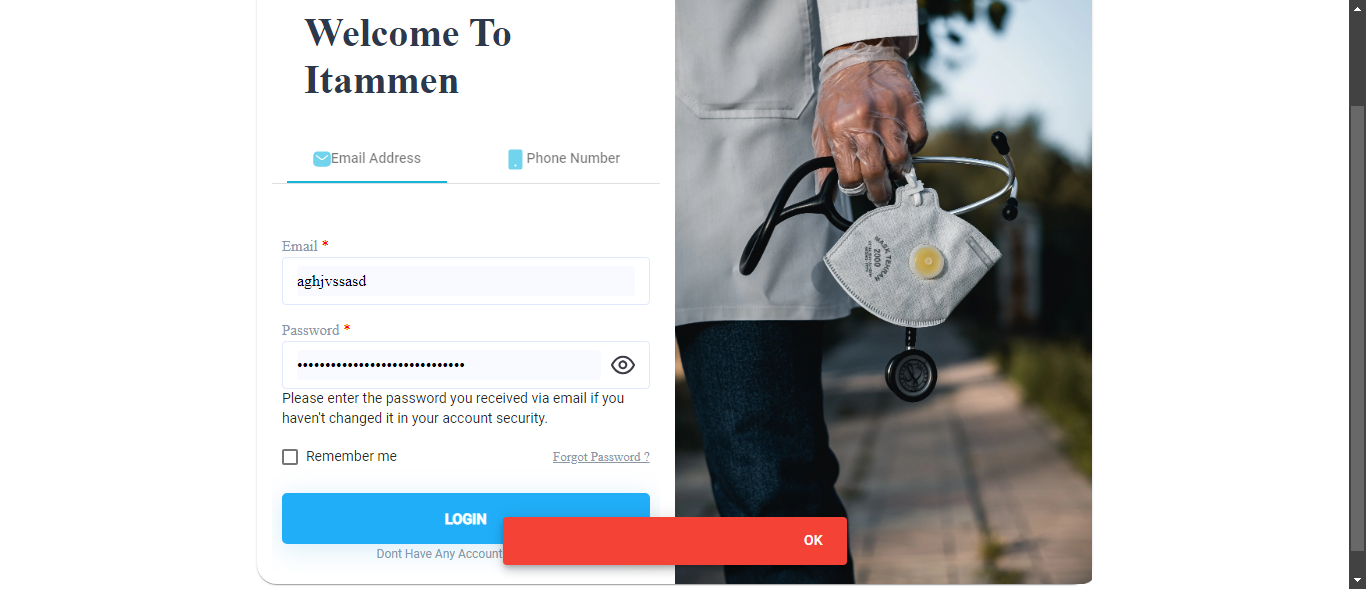 Welcome To
Itammen
Email Address
Phone Number
Email *
aghjvssasd
Password *
••••••••••••••••••••••••••••••
Please enter the password you received via email if you
haven't changed it in your account security.
Remember me
Forgot Password ?
LOGIN
Dont Have Any Account
OK
MASK TEHRAN
2000